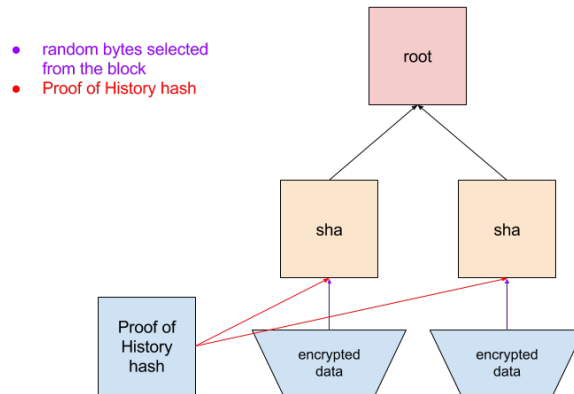 random bytes selected
from the block
Proof of History hash
root
sha
sha
Proof of
History
hash
encrypted
data
encrypted
data